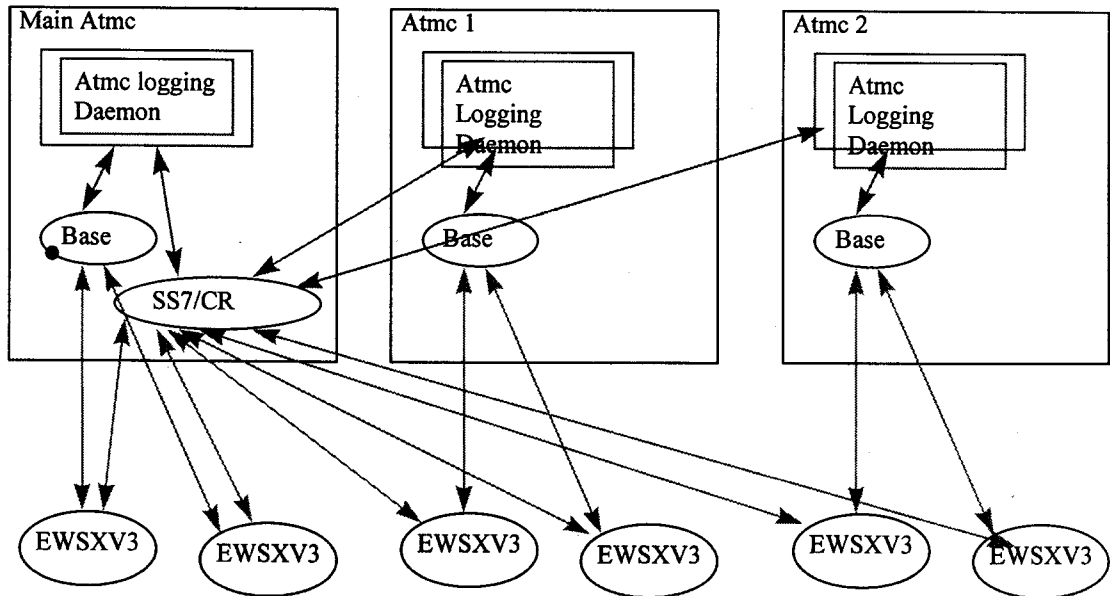 Main Atmc
Atmc 1
Atmc 2
Atmc logging
Daemon
Atmc
Logging
Daemon
Atmc
Logging
Daemon
Base
Base
Base
SS7/CR
EWSXV3
EWSXV3
EWSXV3
EWSXV3
EWSXV3
EWSXV3